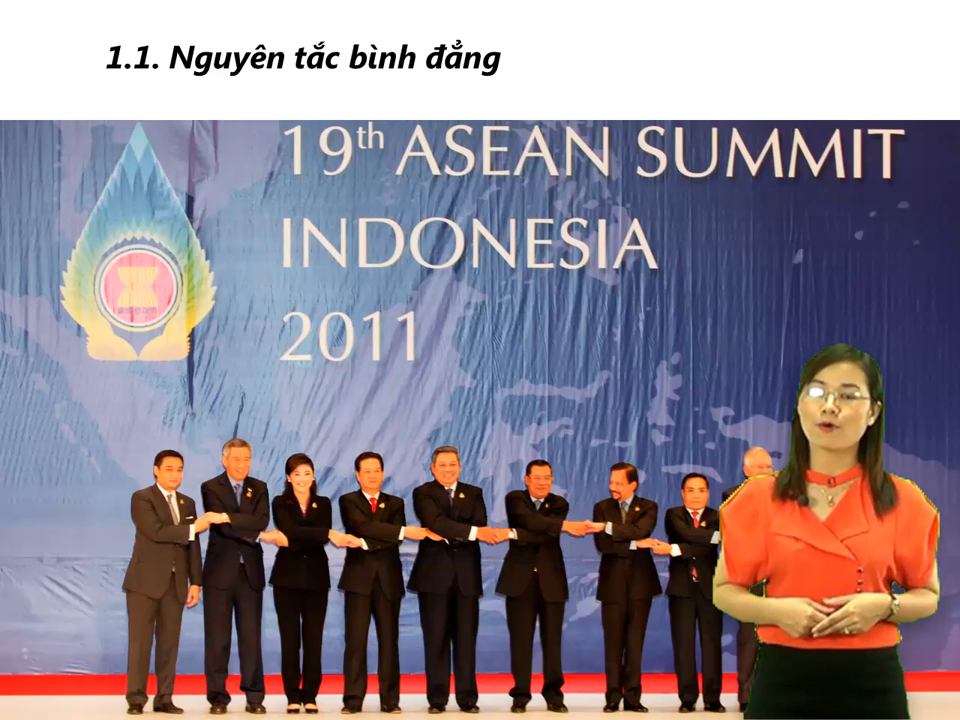 1.1. Nguyên tắc bình đẳng
19th ASEAN SUMMIT
INDONESIA
2011